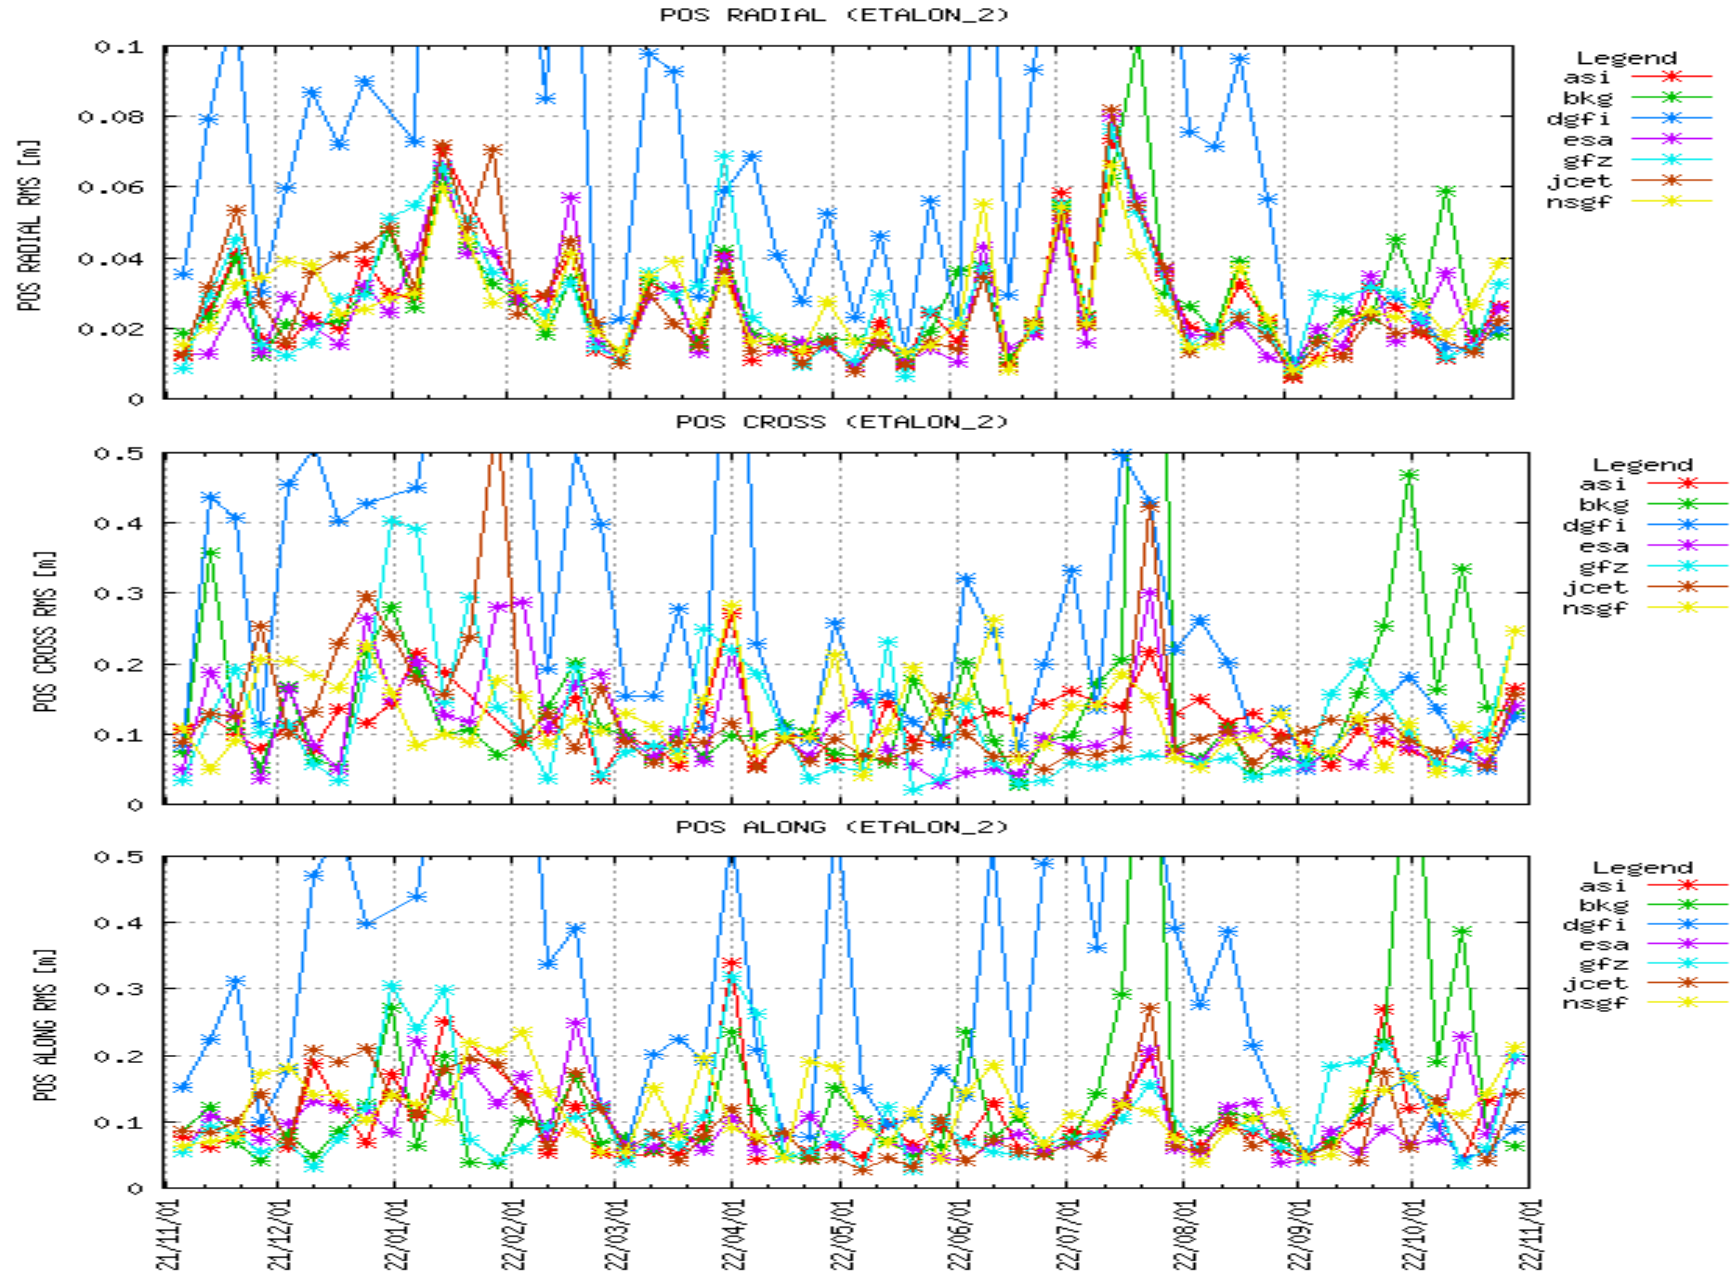 POS RADIAL (ETALON_2)
0.1
0.08
0.06
0.04
0.02
0
POS RADIAL RMS [m]
Legend
asi
bkg
dgfi
esa
gfz
jcet
nsgf
POS CROSS (ETALON_2)
0.5
0.4
0.3
0.2
0.1
0
POS CROSS RMS [m]
Legend
asi
bkg
dgfi
esa
gfz
jcet
nsgf
POS ALONG (ETALON_2)
0.5
0.4
0.3
0.2
0.1
0
POS ALONG RMS [m]
Legend
asi
bkg
dgfi
esa
gfz
jcet
nsgf
21/11/01
21/12/01
22/01/01
22/02/01
22/03/01
22/04/01
22/05/01
22/06/01
22/07/01
22/08/01
22/09/01
22/10/01
22/11/01